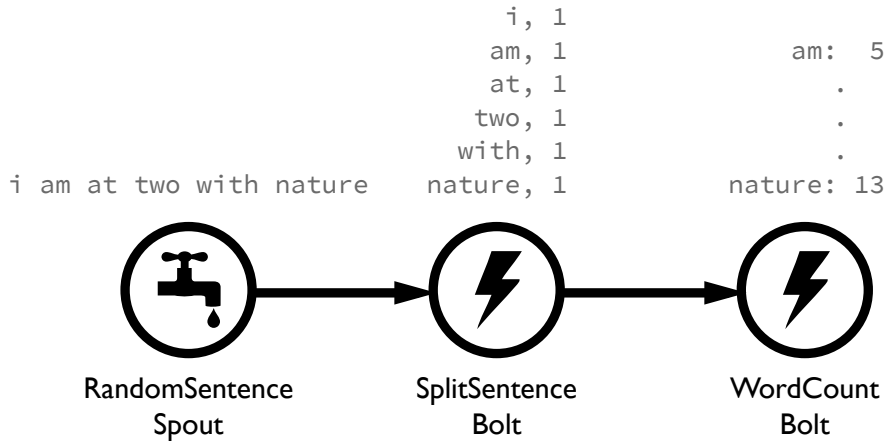 i am at two with nature
i, 1
am, 1
at, 1
two, 1
with, 1
nature, 1
am: 5
.
.
.
nature: 13
RandomSentence
Spout
SplitSentence
Bolt
WordCount
Bolt